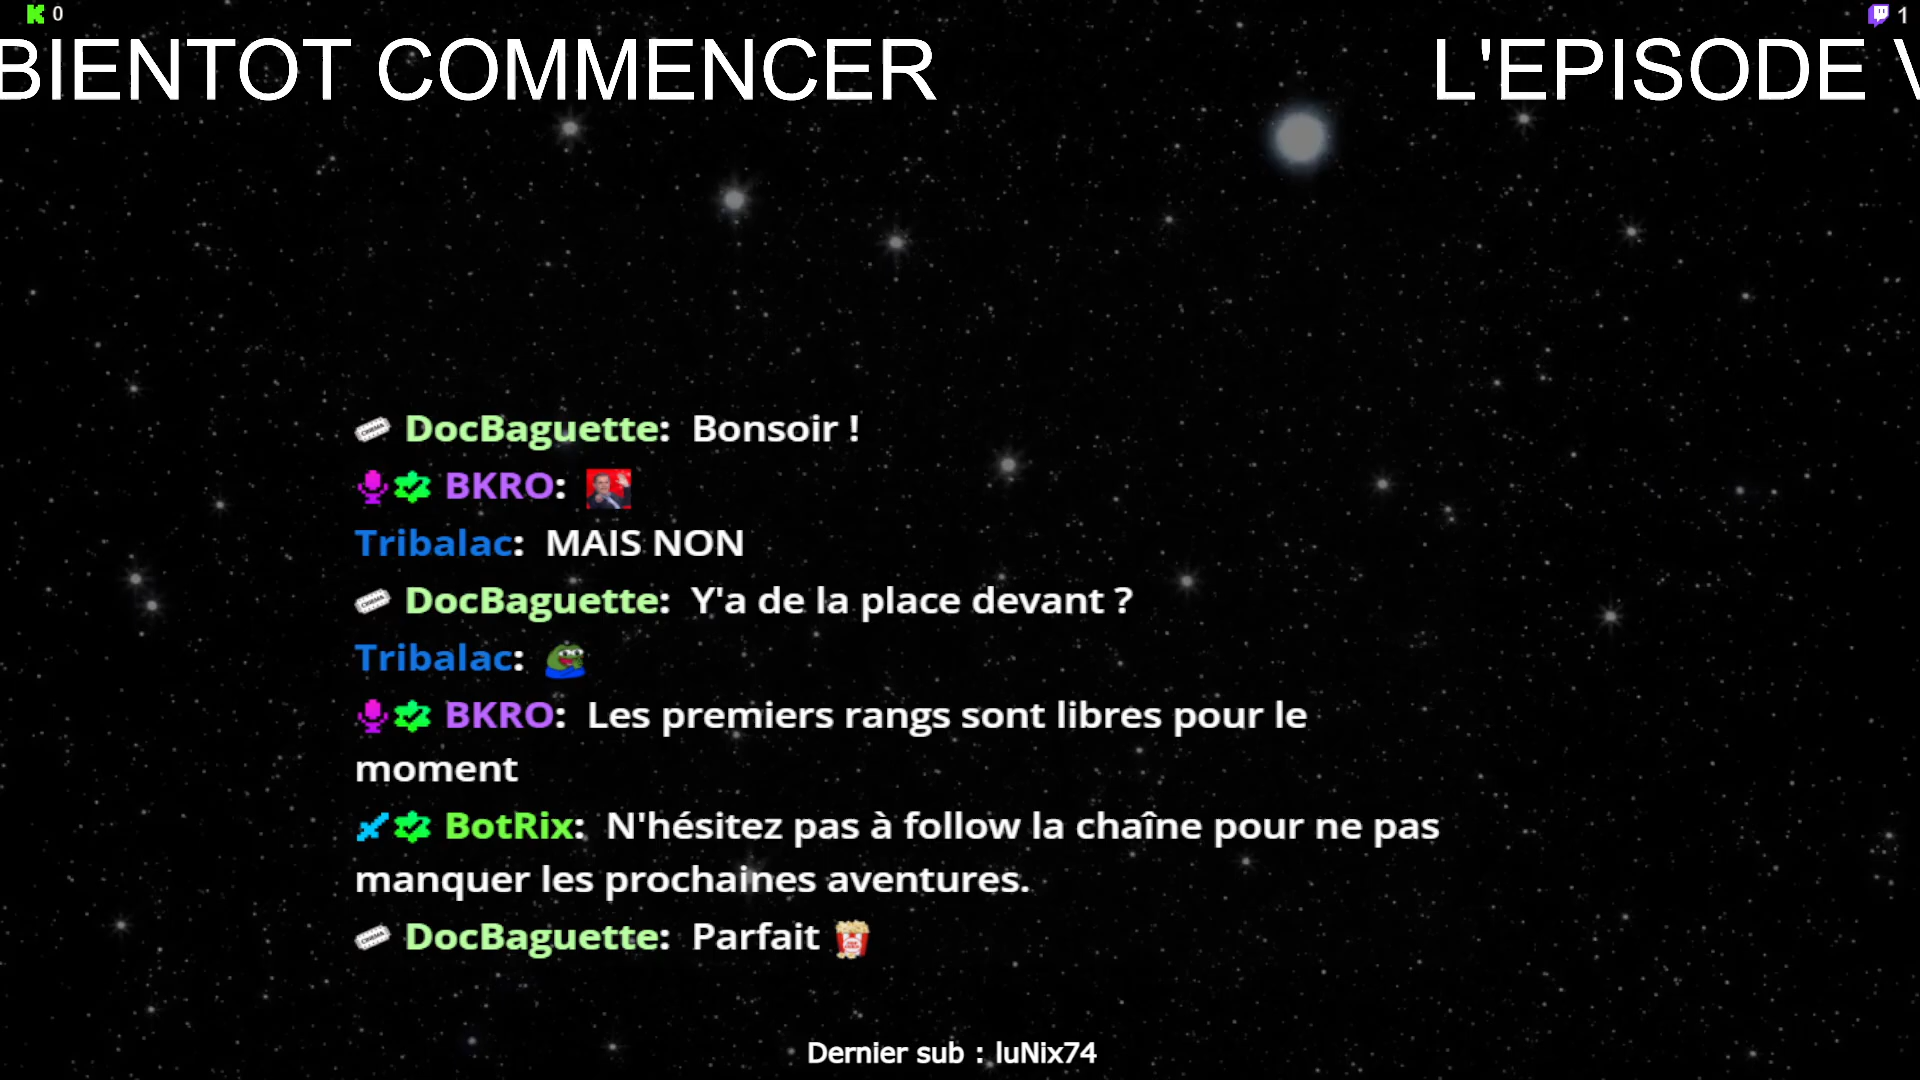 0
1
BIENTOT COMMENCER L'EPISODE
DocBaguette: Bonsoir !
BKRO:
Tribalac: MAIS NON
DocBaguette: Y'a de la place devant ?
Tribalac:
BKRO: Les premiers rangs sont libres pour le
moment
BotRix: N'hésitez pas à follow la chaîne pour ne pas
manquer les prochaines aventures.
DocBaguette: Parfait
Dernier sub : luNix74